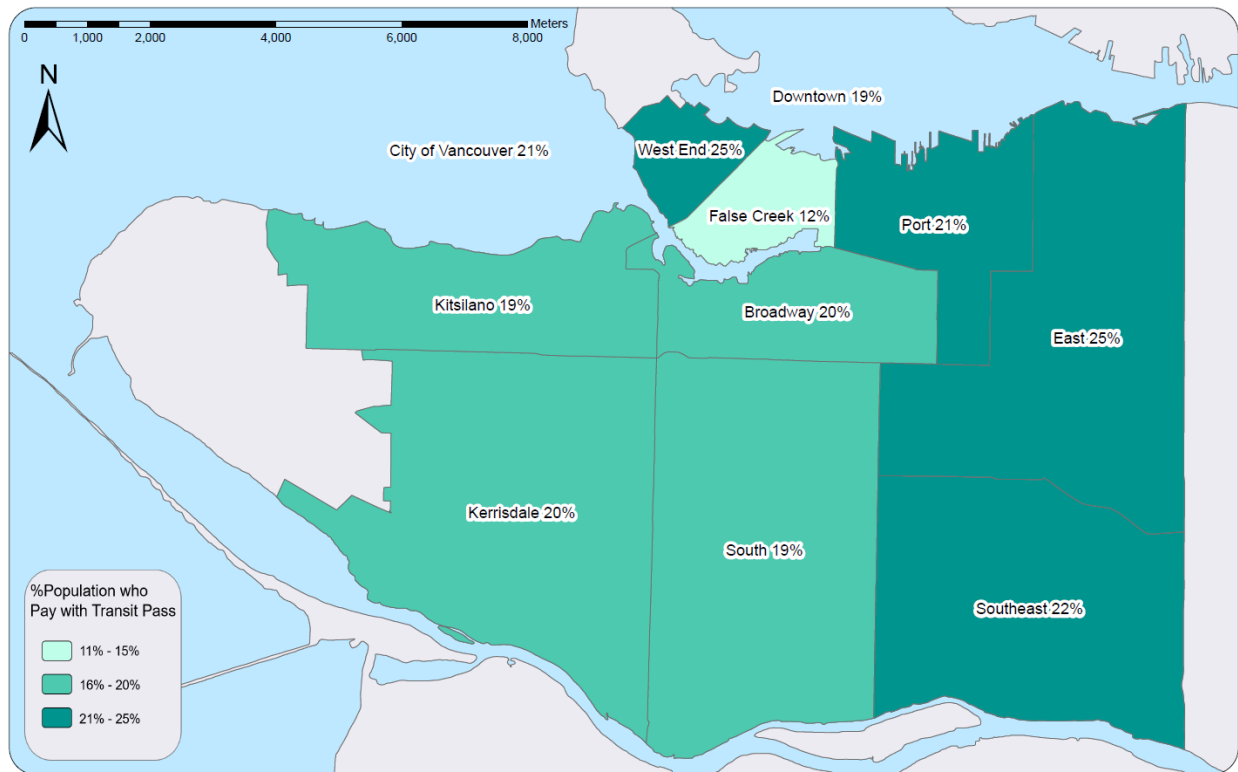 Meters
0 1,000 2,000 4,000 6,000 8,000
N
Downtown 19%
City of Vancouver 21%
West End 25%
False Creek 12%
Port 21%
Kitsilano 19%
Broadway 20%
East 25%
Kerrisdale 20%
South 19%
Southeast 22%
%Population who
Pay with Transit Pass
11% - 15%
16% - 20%
21% - 25%